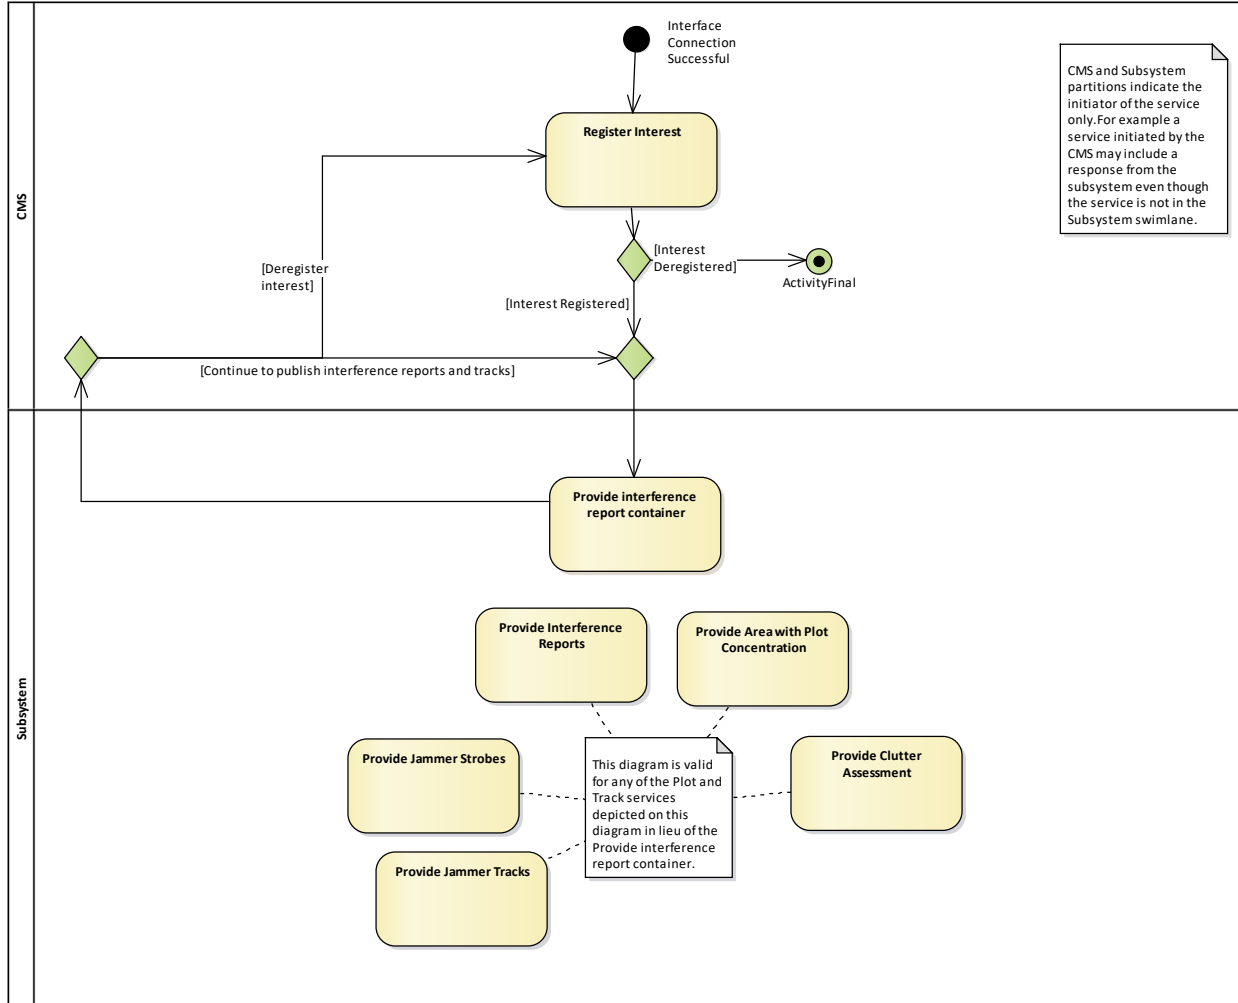 Interface
Connection
Successful
CMS and Subsystem
partitions indicate the
initiator of the service
only.For example a
service initiated by the
CMS may include a
response from the
subsystem even though
the service is not in the
Subsystem swimlane.
Register Interest
CMS
[Interest
Deregistered]
ActivityFinal
[Deregister
interest]
[Interest Registered]
[Continue to publish interference reports and tracks]
Provide interference
report container
Subsystem
Provide Interference
Reports
Provide Area with Plot
Concentration
Provide Jammer Strobes
This diagram is valid
for any of the Plot and
Track services
depicted on this
diagram in lieu of the
Provide interference
report container.
Provide Clutter
Assessment
Provide Jammer Tracks